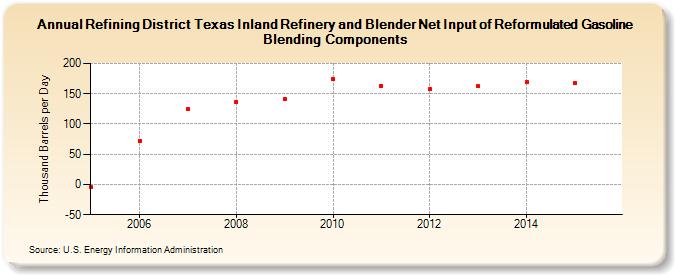 Annual Refining District Texas Inland Refinery and Blender Net Input of Reformulated Gasoline
Blending Components
Thousand Barrels per Day
200
150
100
50
0
-50
2006
2008
2010
2012
2014
Source: U.S. Energy Information Administration